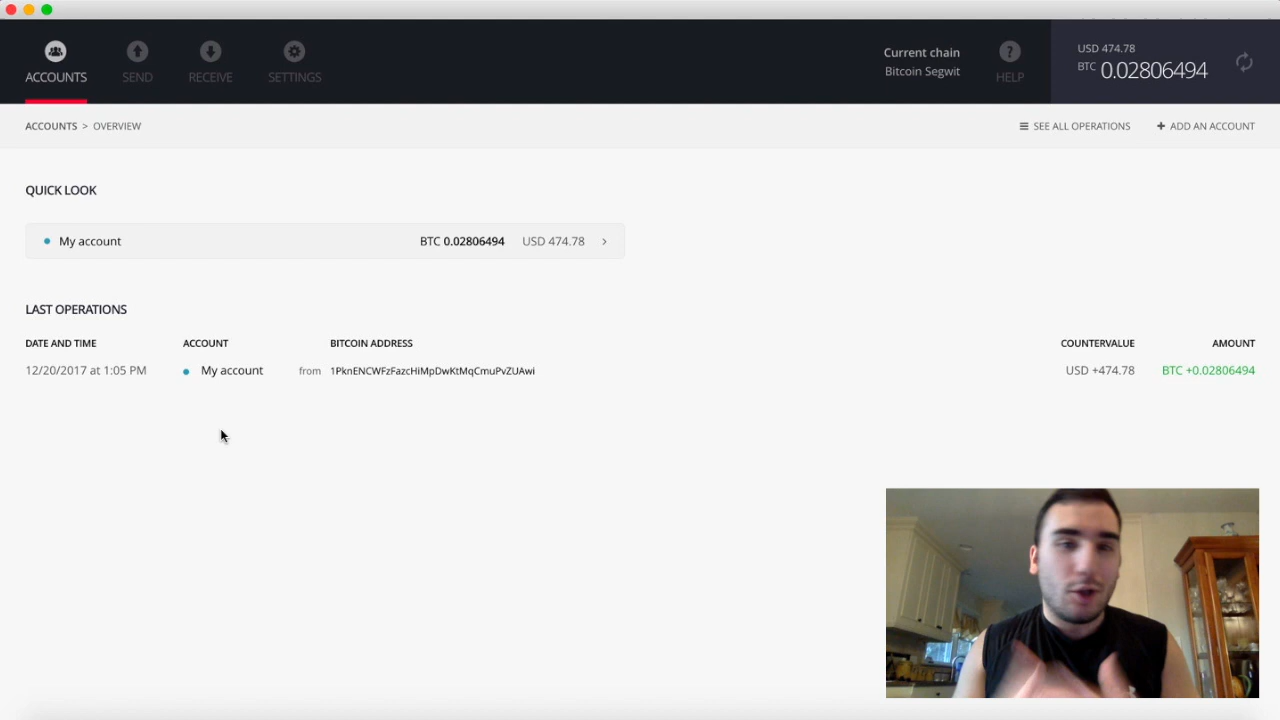 ACCOUNTS SEND RECEIVE SETTINGS
Current chain
Bitcoin Segwit
HELP
USD 474.78
BTC 0.02806494
ACCOUNTS > OVERVIEW
SEE ALL OPERATIONS
+ ADD AN ACCOUNT
QUICK LOOK
My account BTC 0.02806494 USD 474.78 >
LAST OPERATIONS
DATE AND TIME ACCOUNT BITCOIN ADDRESS COUNTERVALUE AMOUNT
12/20/2017 at 1:05 PM My account from 1PknENCWFzFazcHiMpDwKtMqCmuPvZUAwi USD +474.78 BTC +0.02806494